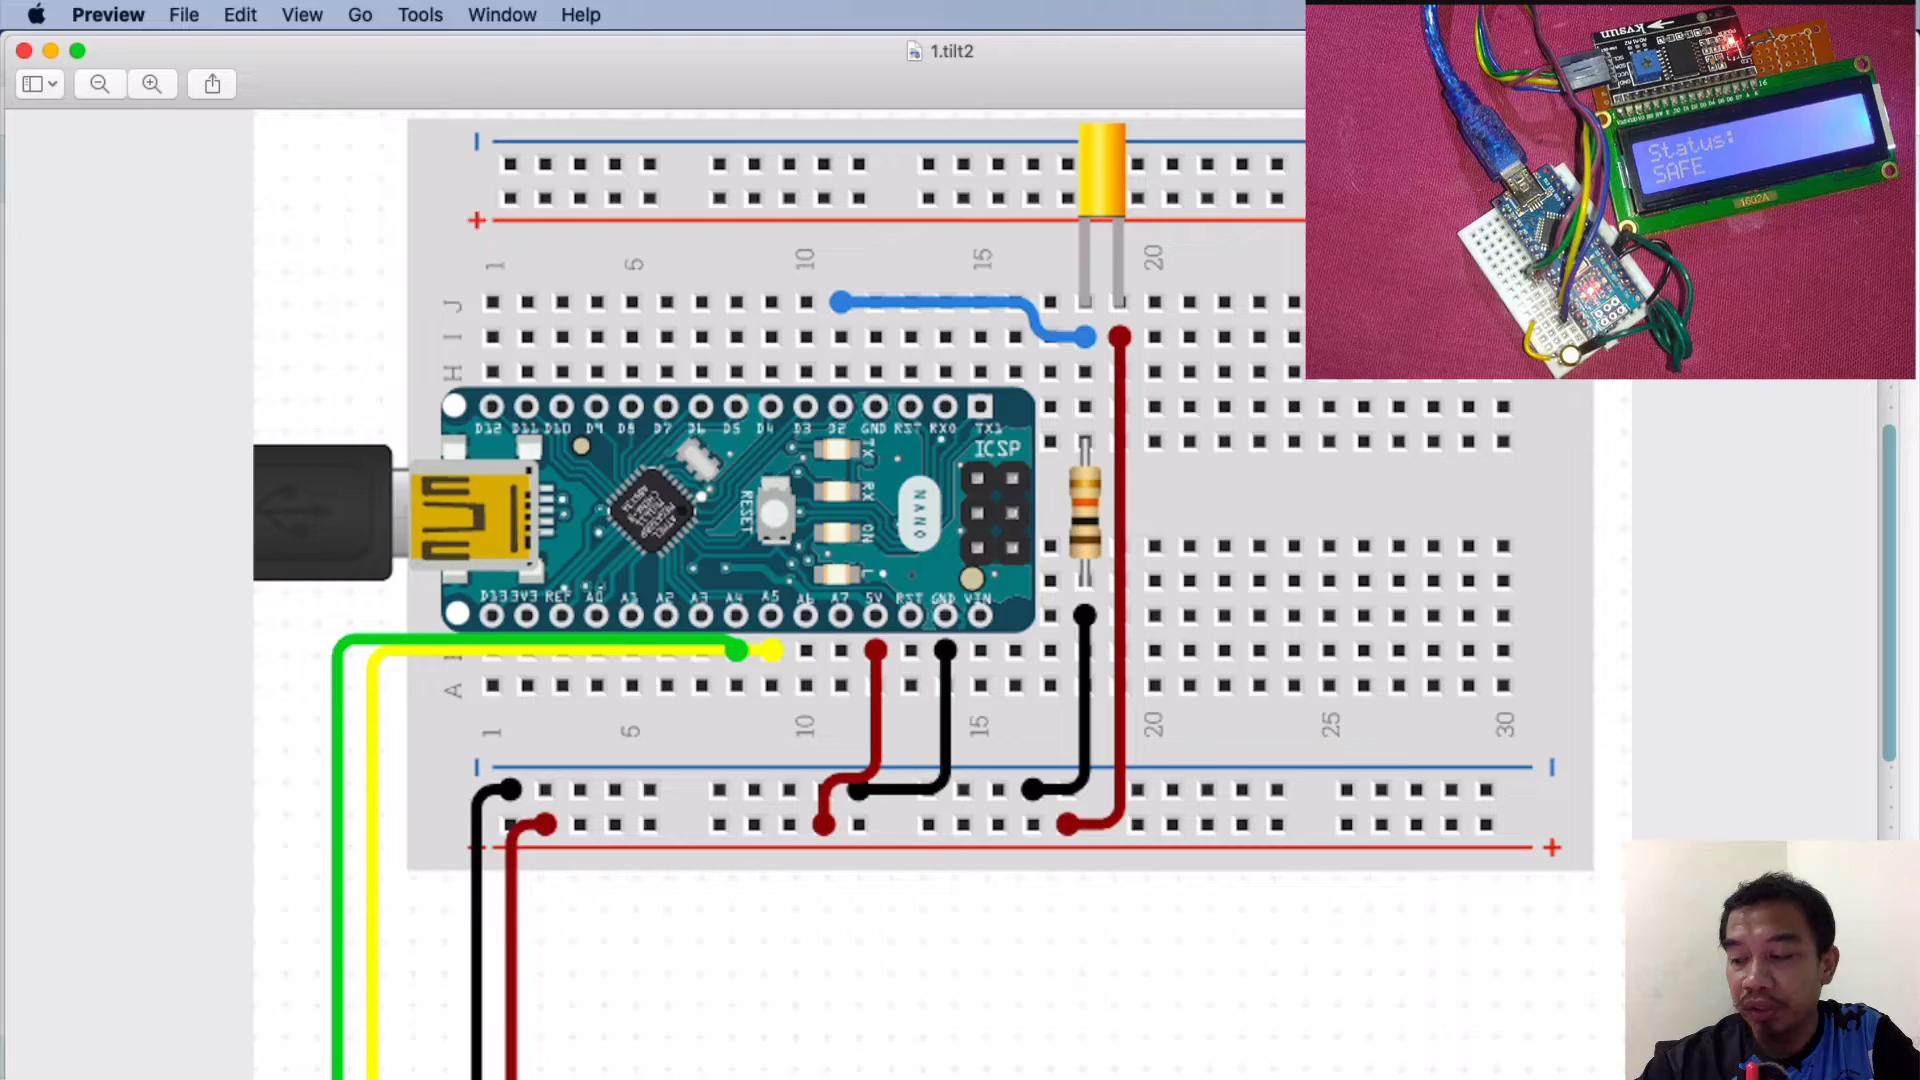 Preview File Edit View Go Tools Window Help
1.tilt2
kysun
Status:
SAFE
1602A
1 5 10 15 20
J
I
H
D12 D11 D10 D9 D8 D7 D6 D5 D4 D3 D2 GND RST RX0 TX1
ICSP
TX
RX
ON
L
RESET
NANO
D13 3V3 REF A0 A1 A2 A3 A4 A5 A6 A7 5V RST GND VIN
A
1 5 10 15 20 25 30